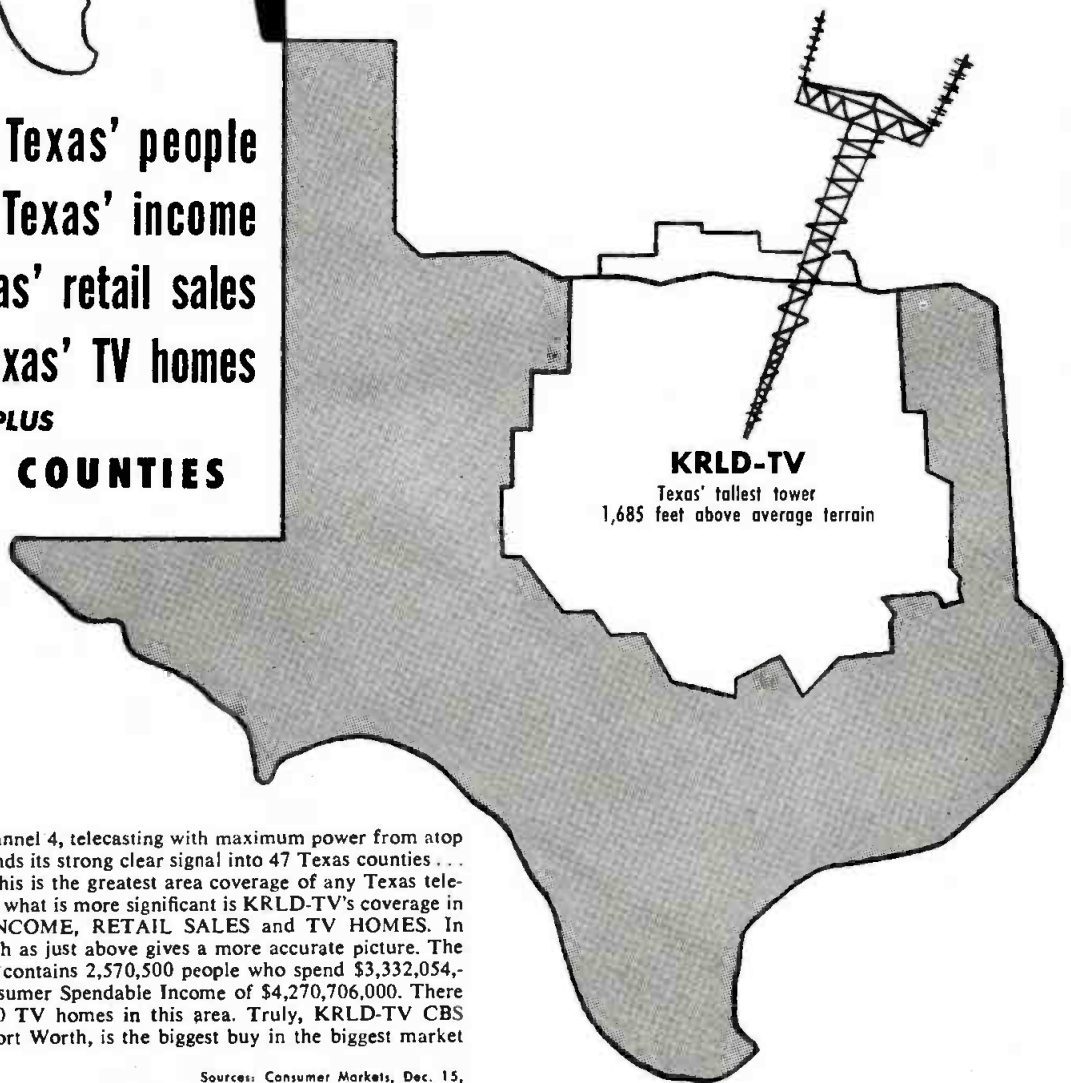 Texas' people
Texas' income
as' retail sales
xas' TV homes
PLUS
COUNTIES
KRLD-TV
Texas' tallest tower
1,685 feet above average terrain
annel 4, telecasting with maximum power from atop
nds its strong clear signal into 47 Texas counties . . .
his is the greatest area coverage of any Texas tele-
what is more significant is KRLD-TV's coverage in
NCOME, RETAIL SALES and TV HOMES. In
h as just above gives a more accurate picture. The
contains 2,570,500 people who spend $3,332,054,-
sumer Spendable Income of $4,270,706,000. There
0 TV homes in this area. Truly, KRLD-TV CBS
ort Worth, is the biggest buy in the biggest market
Sources: Consumer Markets, Dec. 15,